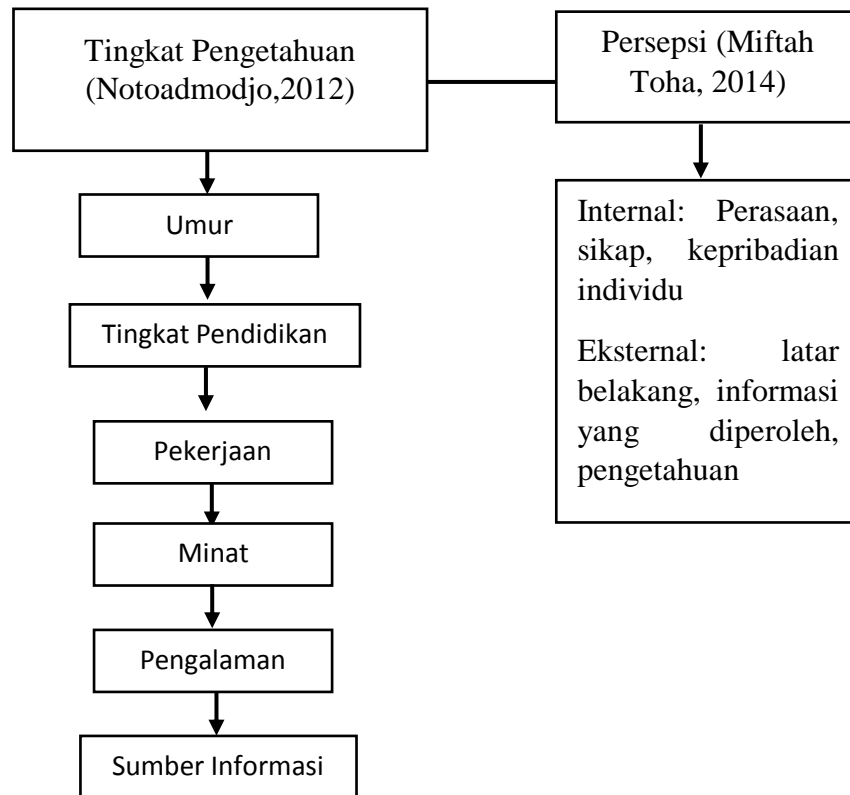 Tingkat Pengetahuan
(Notoadmodjo,2012)
Persepsi (Miftah
Toha, 2014)
Umur
Tingkat Pendidikan
Pekerjaan
Minat
Pengalaman
Sumber Informasi
Internal: Perasaan,
sikap, kepribadian
individu
Eksternal: latar
belakang, informasi
yang diperoleh,
pengetahuan